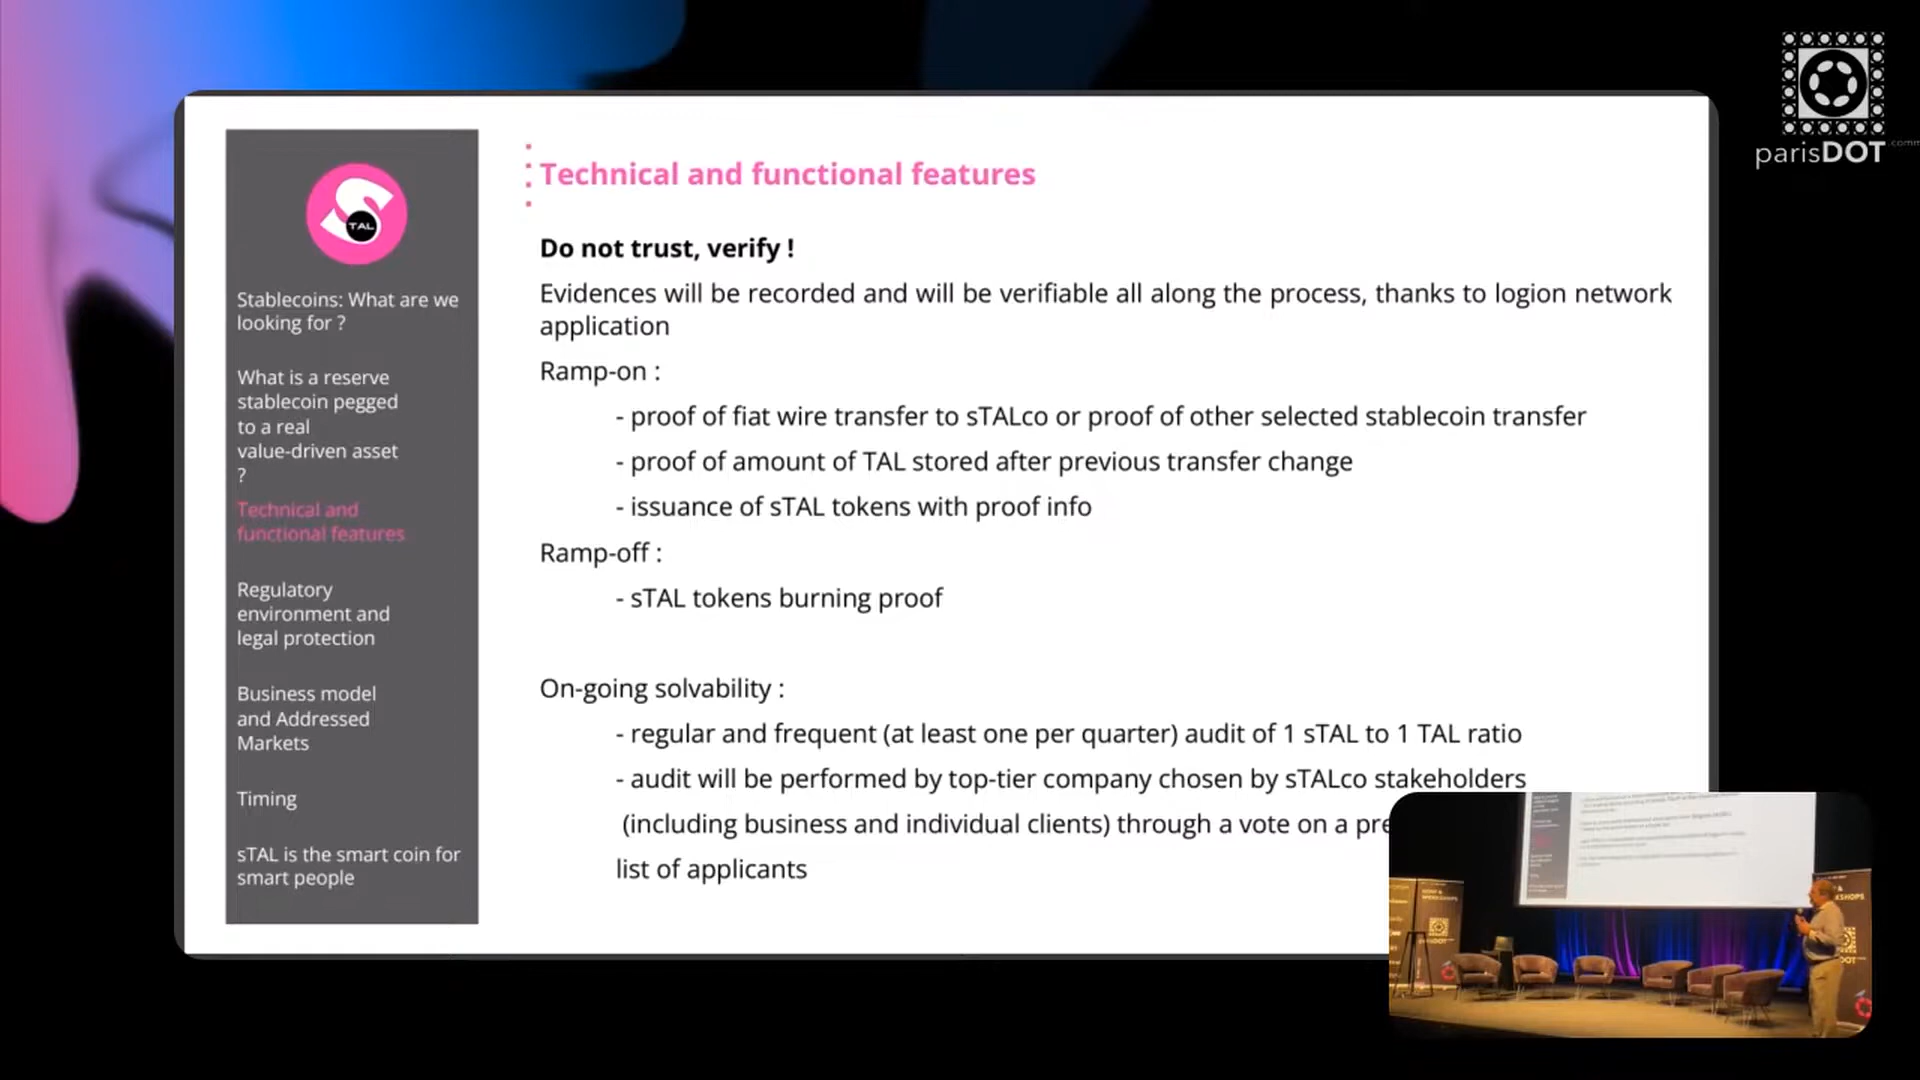 parisDOT
TAL
Stablecoins: What are we
looking for ?
What is a reserve
stablecoin pegged
to a real
value-driven asset
?
Technical and
functional features
Regulatory
environment and
legal protection
Business model
and Addressed
Markets
Timing
sTAL is the smart coin for
smart people
Technical and functional features
Do not trust, verify !
Evidences will be recorded and will be verifiable all along the process, thanks to logion network
application
Ramp-on :
- proof of fiat wire transfer to sTALco or proof of other selected stablecoin transfer
- proof of amount of TAL stored after previous transfer change
- issuance of sTAL tokens with proof info
Ramp-off :
- sTAL tokens burning proof
On-going solvability :
- regular and frequent (at least one per quarter) audit of 1 sTAL to 1 TAL ratio
- audit will be performed by top-tier company chosen by sTALco stakeholders
(including business and individual clients) through a vote on a pre
list of applicants